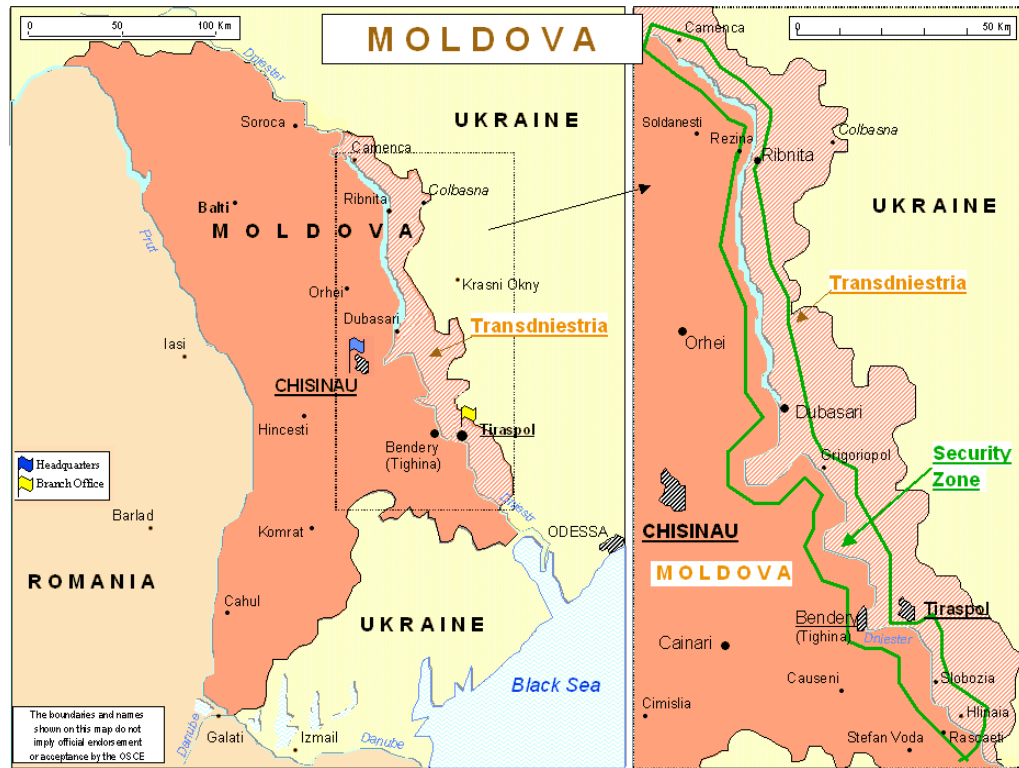 MOLDOVA
0 50 100 Km
Dniester
UKRAINE
Soroca
Camenca
Colbasna
Ribnita
Balti
MOLDOVA
Prut
Krasni Okny
Orhei
Dubasari
Transdniestria
Iasi
CHISINAU
Hincesti
Tiraspol
Bendery
(Tighina)
Headquarters
Branch Office
Dniestr
Barlad
Komrat
ODESSA
ROMANIA
Cahul
UKRAINE
Black Sea
The boundaries and names
shown on this map do not
imply official endorsement
or acceptance by the OSCE
Danube
Galati
Izmail
Danube
0 50 Km
Camenca
Soldanesti
Rezina
Colbasna
Ribnita
UKRAINE
Transdniestria
Orhei
Dubasari
Security
Zone
Grigoriopol
CHISINAU
MOLDOVA
Bendery
(Tighina)
Tiraspol
Dniester
Cainari
Causeni
Slobozia
Cimislia
Hlinaia
Stefan Voda
Rascaeti